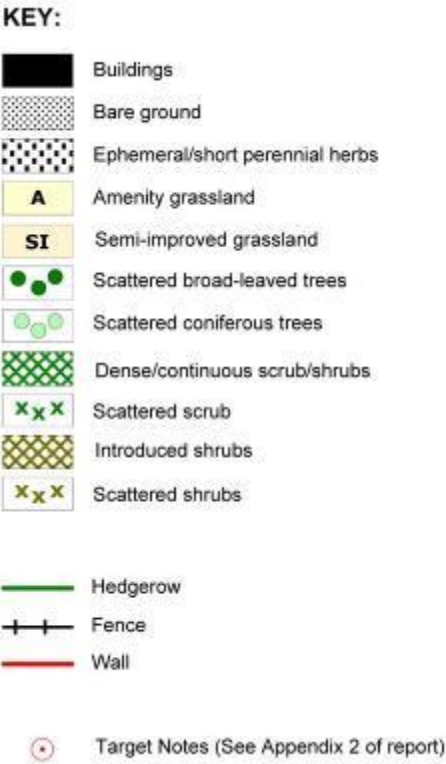 KEY:
Buildings
Bare ground
Ephemeral/short perennial herbs
A Amenity grassland
SI Semi-improved grassland
Scattered broad-leaved trees
Scattered coniferous trees
Dense/continuous scrub/shrubs
x x x Scattered scrub
Introduced shrubs
x x x Scattered shrubs
Hedgerow
Fence
Wall
Target Notes (See Appendix 2 of report)